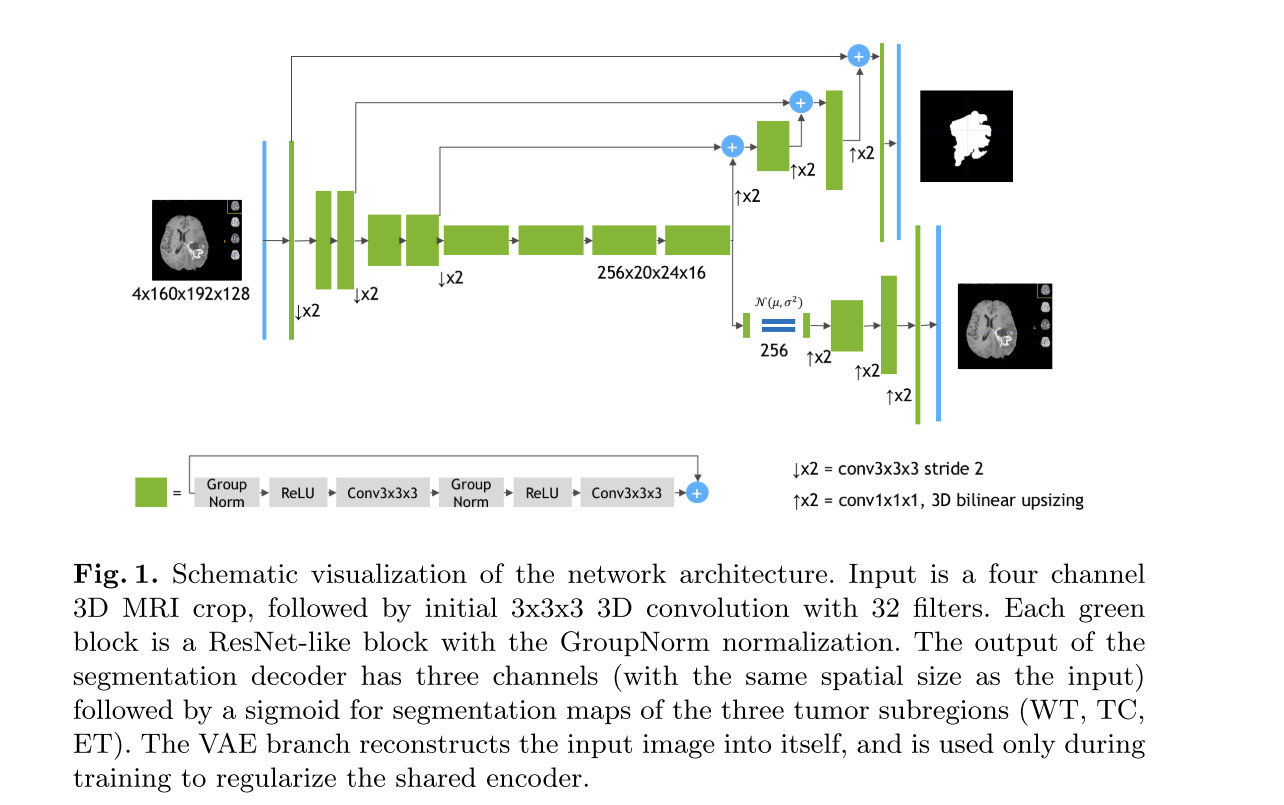 4x160x192x128
↓x2
↓x2
↓x2
256x20x24x16
↑x2
↑x2
↑x2
𝒩(μ,σ²)
256
↑x2
↑x2
↑x2
+
+
+
= Group Norm ReLU Conv3x3x3 Group Norm ReLU Conv3x3x3 +
↓x2 = conv3x3x3 stride 2
↑x2 = conv1x1x1, 3D bilinear upsizing
Fig. 1. Schematic visualization of the network architecture. Input is a four channel
3D MRI crop, followed by initial 3x3x3 3D convolution with 32 filters. Each green
block is a ResNet-like block with the GroupNorm normalization. The output of the
segmentation decoder has three channels (with the same spatial size as the input)
followed by a sigmoid for segmentation maps of the three tumor subregions (WT, TC,
ET). The VAE branch reconstructs the input image into itself, and is used only during
training to regularize the shared encoder.